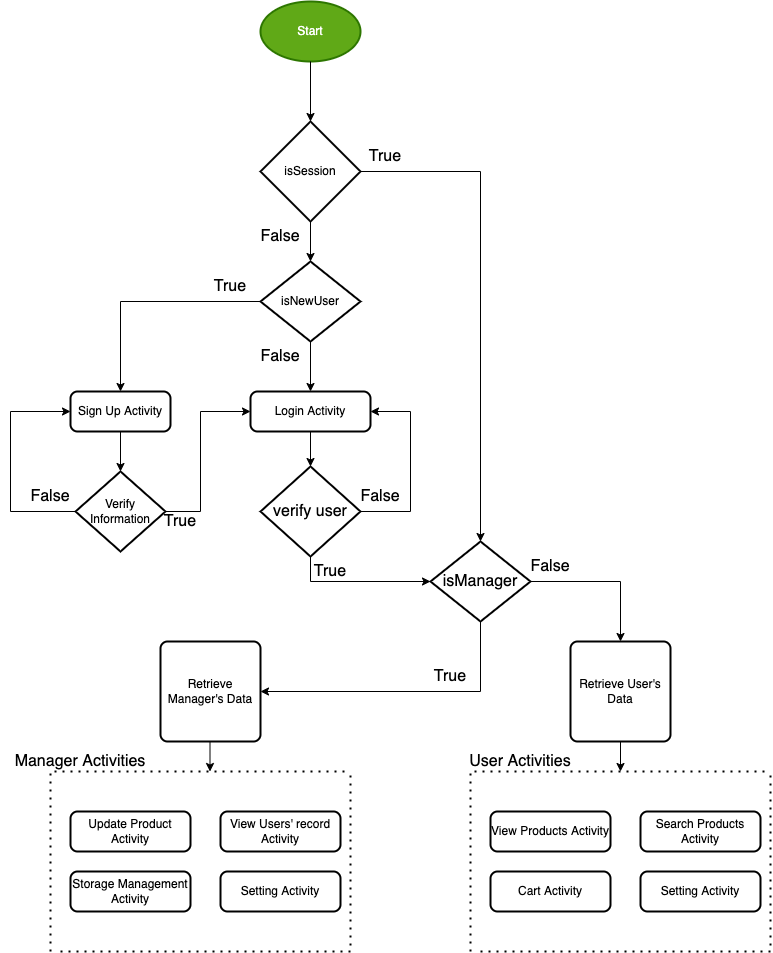 Start
isSession
True
False
isNewUser
True
False
Sign Up Activity
Login Activity
Verify
Information
False
True
verify user
False
True
isManager
False
True
Retrieve
Manager's Data
Retrieve User's
Data
Manager Activities
Update Product
Activity
View Users' record
Activity
Storage Management
Activity
Setting Activity
User Activities
View Products Activity
Search Products
Activity
Cart Activity
Setting Activity